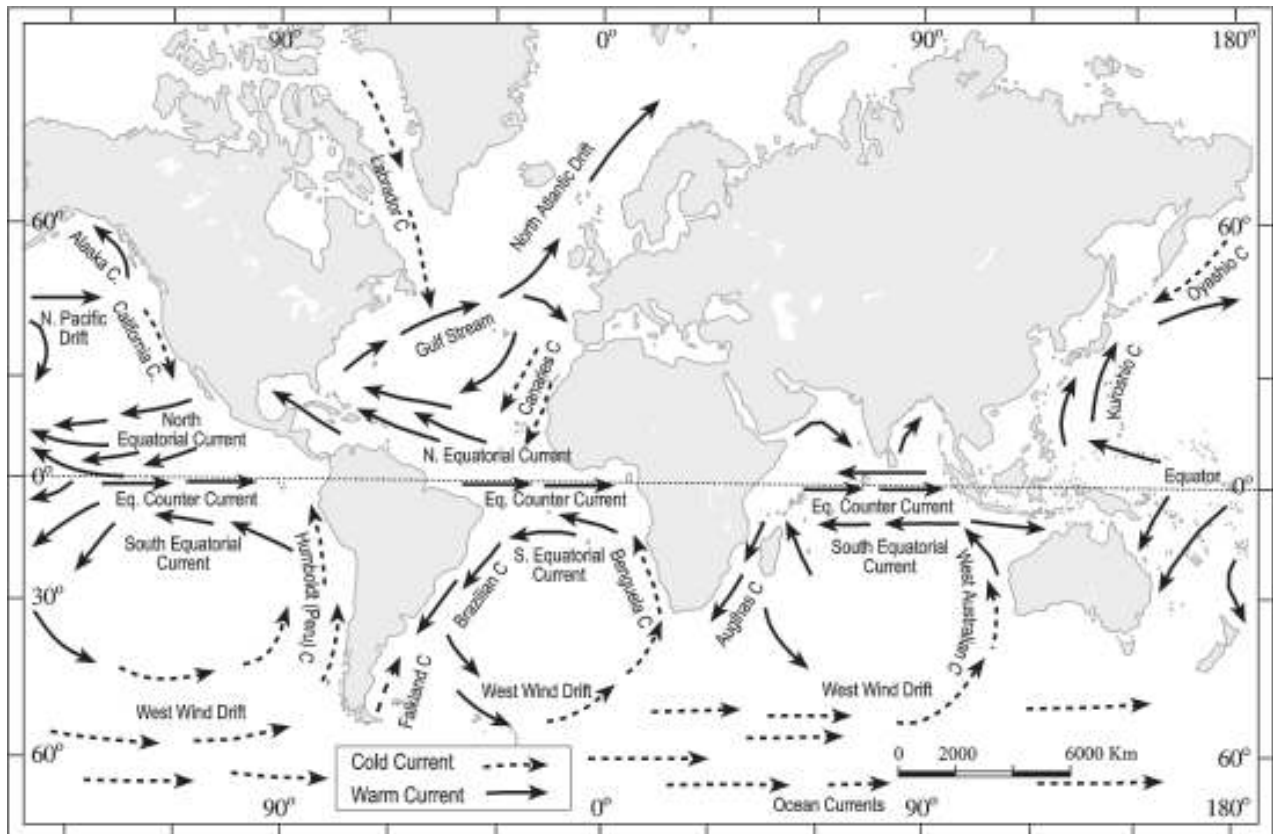 90°
0°
90°
180°
Labrador C
North Atlantic Drift
60°
60°
Alaska C.
Oyashio C
N. Pacific
Drift
California C.
Gulf Stream
Canaries C
Kuroshio C
North
Equatorial Current
N. Equatorial Current
0°
Equator
0°
Eq. Counter Current
Eq. Counter Current
Eq. Counter Current
South Equatorial
Current
Humboldt (Peru) C
S. Equatorial
Current
Brazilian C
Benguela C
South Equatorial
Current
West Australian C
30°
30°
Auglhas C
Falkland C
West Wind Drift
West Wind Drift
West Wind Drift
60°
60°
Cold Current
Warm Current
0 2000 6000 Km
Ocean Currents
90°
0°
90°
180°